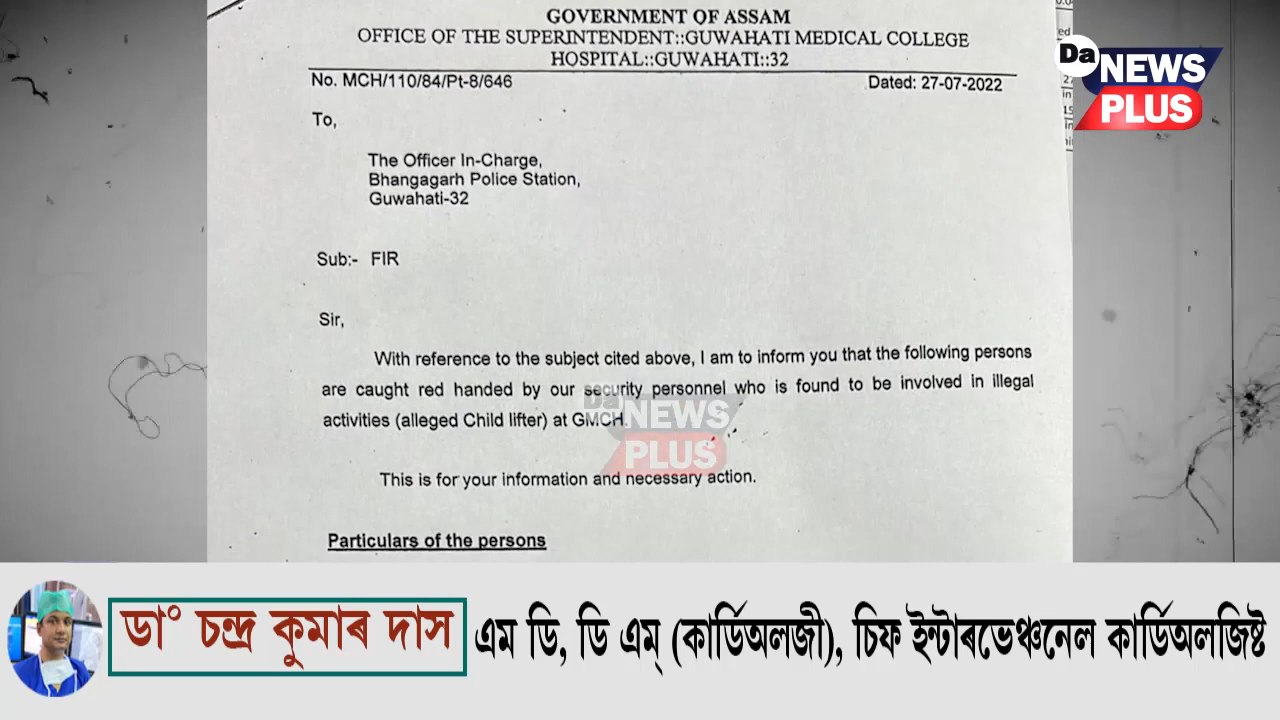 GOVERNMENT OF ASSAM
OFFICE OF THE SUPERINTENDENT::GUWAHATI MEDICAL COLLEGE
HOSPITAL::GUWAHATI::32
No. MCH/110/84/Pt-8/646 Dated: 27-07-2022
Da NEWS
PLUS
To,
The Officer In-Charge,
Bhangagarh Police Station,
Guwahati-32
Sub:- FIR
Sir,
With reference to the subject cited above, I am to inform you that the following persons
are caught red handed by our security personnel who is found to be involved in illegal
activities (alleged Child lifter) at GMCH.
Da NEWS
PLUS
This is for your information and necessary action.
Particulars of the persons
ডা° চন্দ্ৰ কুমাৰ দাস এম ডি, ডি এম্ (কাৰ্ডিঅলজী), চিফ ইন্টাৰভেঞ্চনেল কাৰ্ডিঅলজিষ্ট